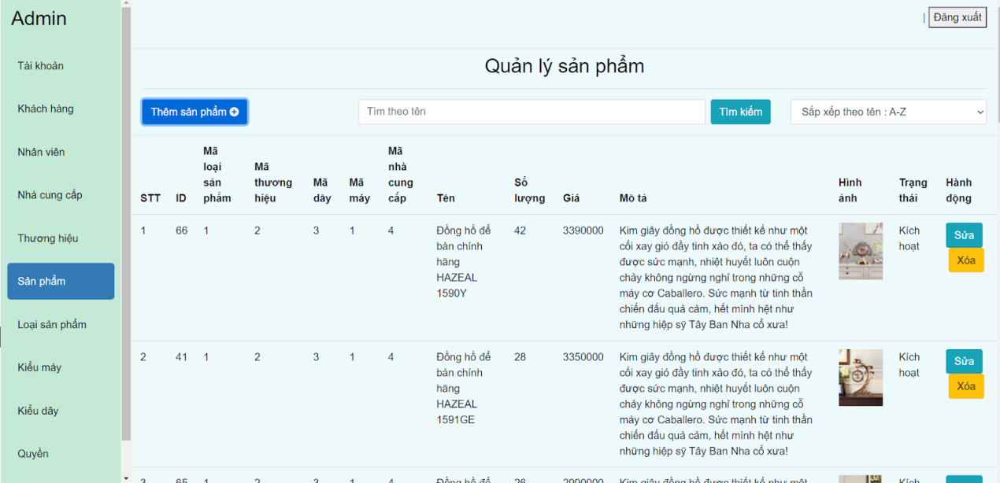 Admin
| Đăng xuất
Tài khoản
Khách hàng
Nhân viên
Nhà cung cấp
Thương hiệu
Sản phẩm
Loại sản phẩm
Kiểu máy
Kiểu dây
Quyền
Quản lý sản phẩm
Thêm sản phẩm
Tìm theo tên
Tìm kiếm
Sắp xếp theo tên : A-Z
STT
ID
Mã
loại
sản
phẩm
Mã
thương
hiệu
Mã
dây
Mã
máy
Mã
nhà
cung
cấp
Tên
Số
lượng
Giá
Mô tả
Hình
ảnh
Trạng
thái
Hành
động
1
66
1
2
3
1
4
Đồng hồ để
bàn chính
hãng
HAZEAL
1590Y
42
3390000
Kim giây đồng hồ được thiết kế như một
cối xay gió đầy tinh xảo đó, ta có thể thấy
được sức mạnh, nhiệt huyết luôn cuộn
chảy không ngừng nghỉ trong những cỗ
máy cơ Caballero. Sức mạnh từ tinh thần
chiến đấu quả cảm, hết mình hệt như
những hiệp sỹ Tây Ban Nha cổ xưa!
Kích
hoạt
Sửa
Xóa
2
41
1
2
3
1
4
Đồng hồ để
bàn chính
hãng
HAZEAL
1591GE
28
3350000
Kim giây đồng hồ được thiết kế như một
cối xay gió đầy tinh xảo đó, ta có thể thấy
được sức mạnh, nhiệt huyết luôn cuộn
chảy không ngừng nghỉ trong những cỗ
máy cơ Caballero. Sức mạnh từ tinh thần
chiến đấu quả cảm, hết mình hệt như
những hiệp sỹ Tây Ban Nha cổ xưa!
Kích
hoạt
Sửa
Xóa
3
65
1
2
3
1
4
Đồng hồ để
26
2990000
Kim giây đồng hồ được thiết kế như một
Kích